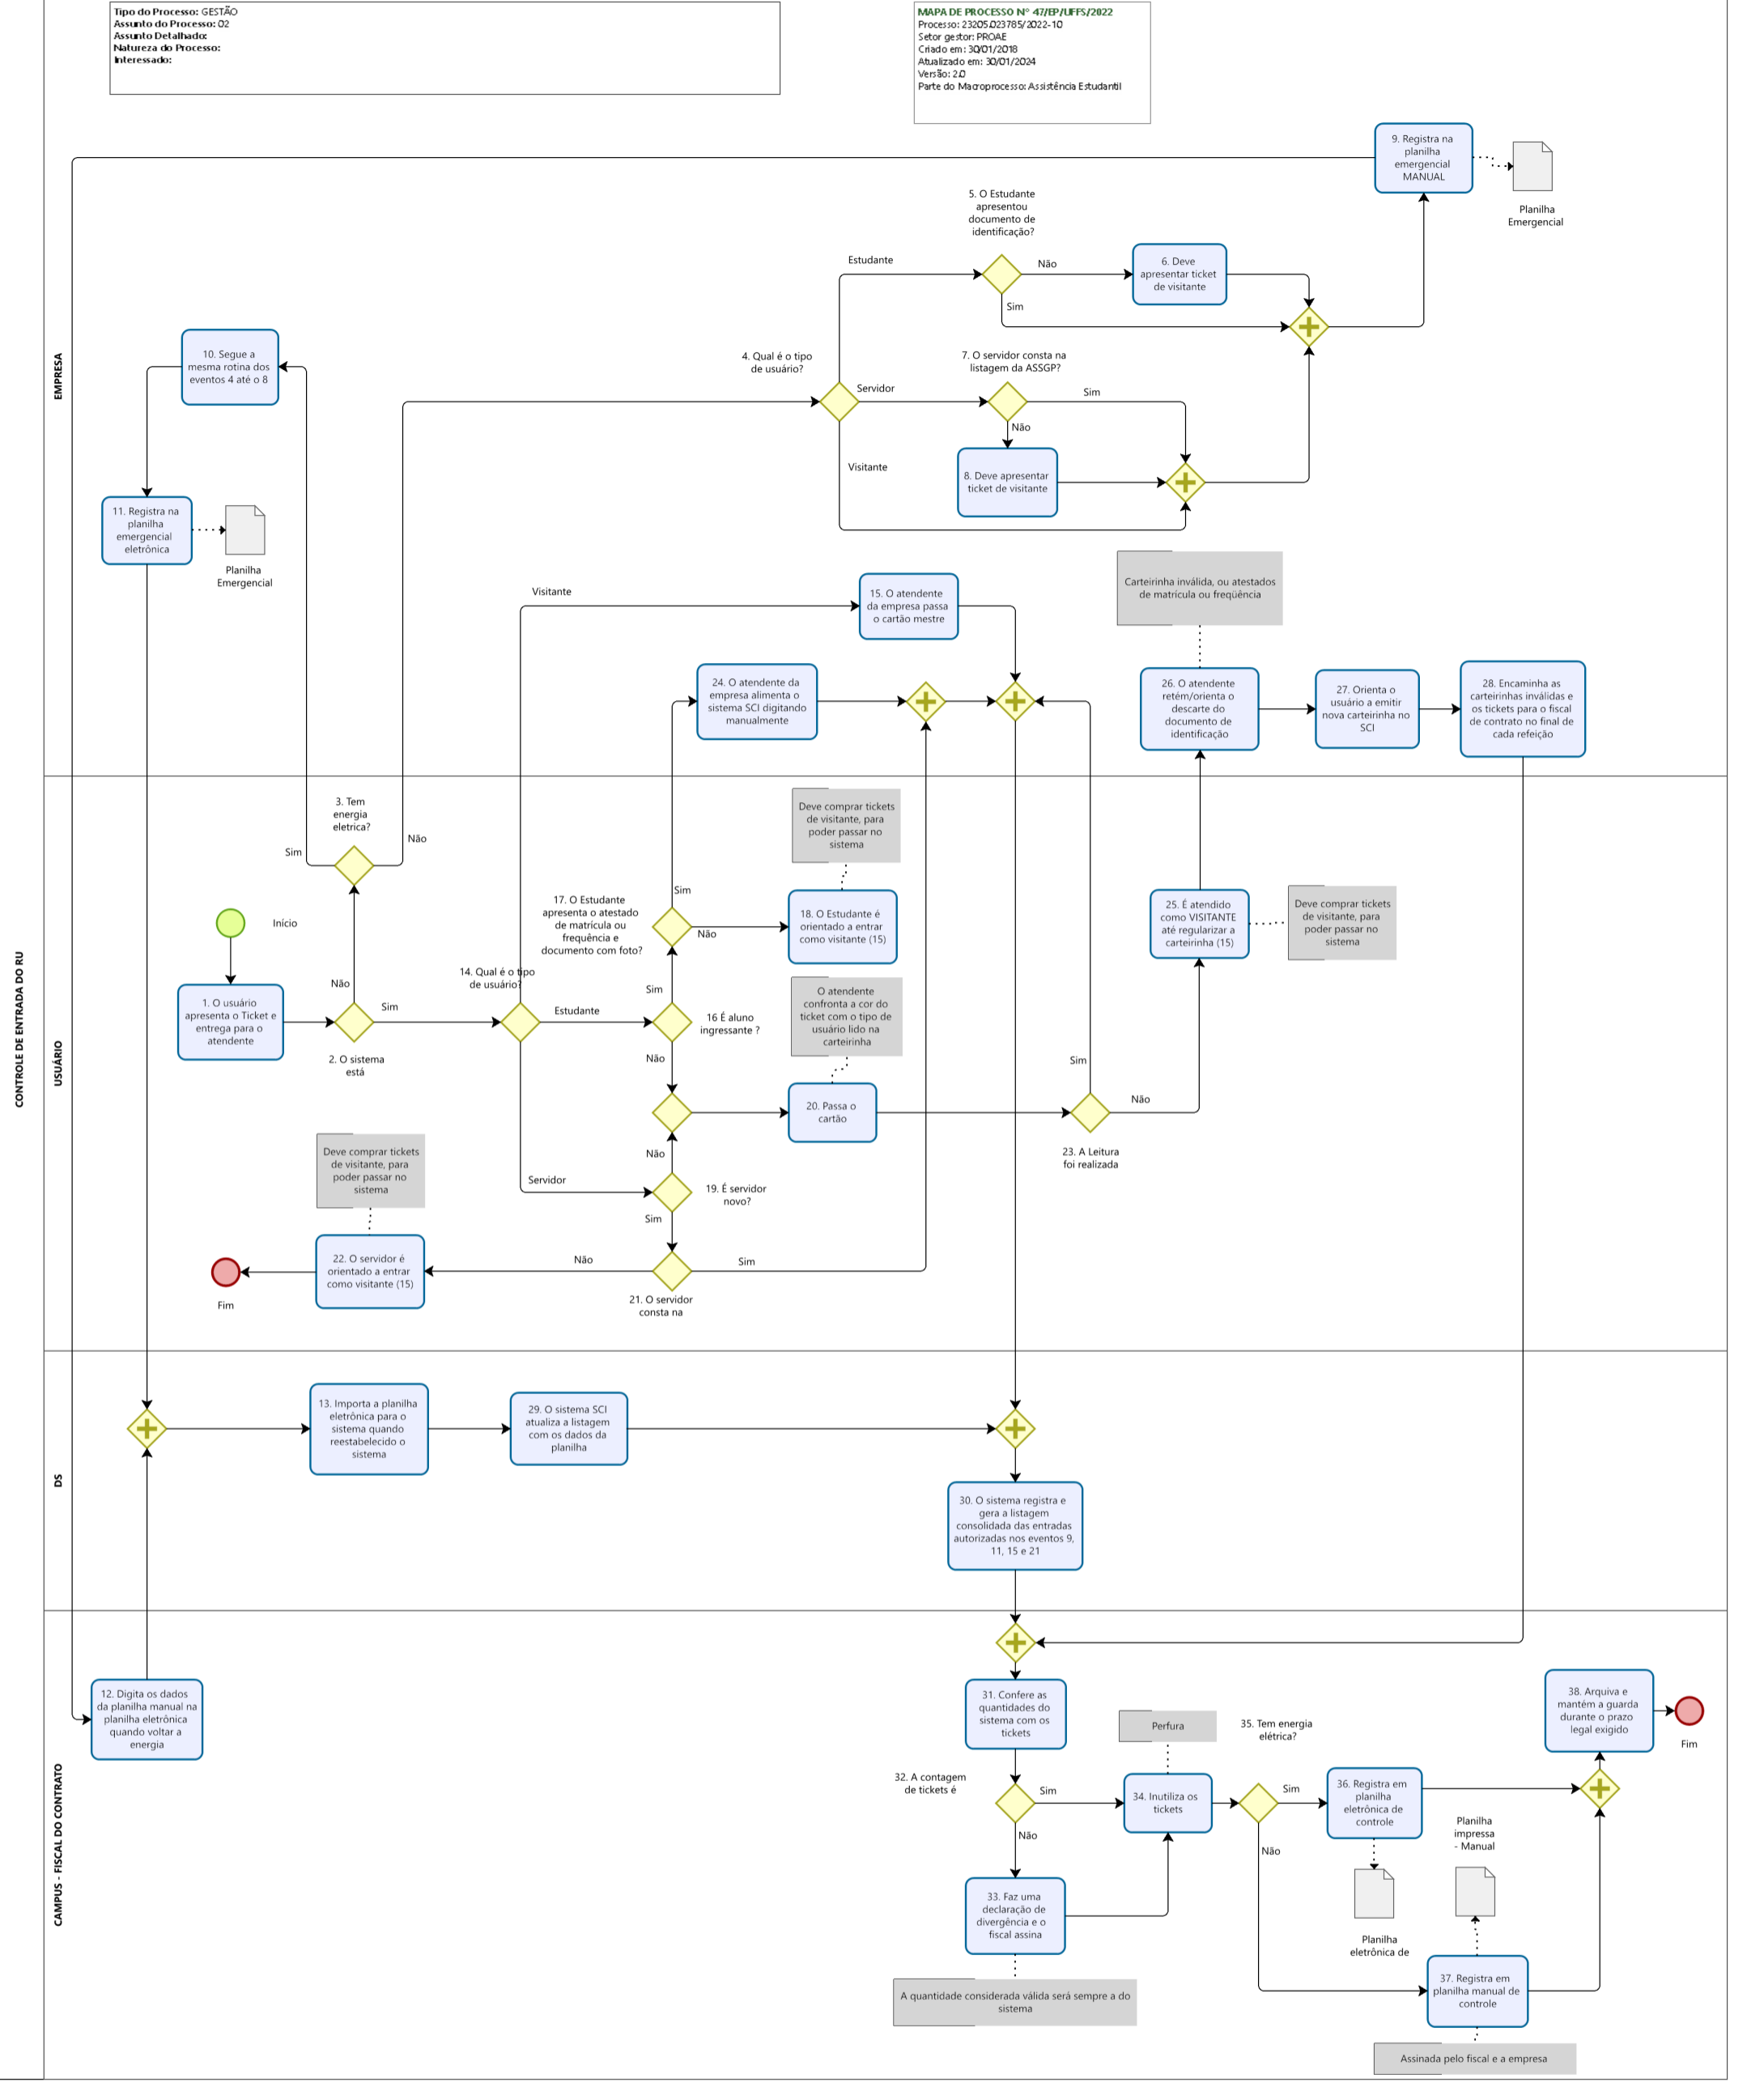 Tipo do Processo: GESTÃO
Assunto do Processo: 02
Assunto Detalhado:
Natureza do Processo:
Interessado:
MAPA DE PROCESSO Nº 47/EP/UFFS/2022
Processo: 23205.023785/2022-10
Setor gestor: PROAE
Criado em: 30/01/2018
Atualizado em: 30/01/2024
Versão: 2.0
Parte do Macroprocesso: Assistência Estudantil
CONTROLE DE ENTRADA DO RU
EMPRESA
9. Registra na
planilha
emergencial
MANUAL
Planilha
Emergencial
5. O Estudante
apresentou
documento de
identificação?
Estudante
Não
Sim
6. Deve
apresentar ticket
de visitante
10. Segue a
mesma rotina dos
eventos 4 até o 8
4. Qual é o tipo
de usuário?
Servidor
7. O servidor consta na
listagem da ASSGP?
Sim
Não
Visitante
8. Deve apresentar
ticket de visitante
11. Registra na
planilha
emergencial
eletrônica
Planilha
Emergencial
Visitante
15. O atendente
da empresa passa
o cartão mestre
Carteirinha inválida, ou atestados
de matrícula ou freqüência
24. O atendente da
empresa alimenta o
sistema SCI digitando
manualmente
26. O atendente
retém/orienta o
descarte do
documento de
identificação
27. Orienta o
usuário a emitir
nova carteirinha no
SCI
28. Encaminha as
carteirinhas inválidas e
os tickets para o fiscal
de contrato no final de
cada refeição
USUÁRIO
3. Tem
energia
eletrica?
Sim
Não
Início
1. O usuário
apresenta o Ticket e
entrega para o
atendente
Não
Sim
2. O sistema
está
14. Qual é o tipo
de usuário?
Estudante
17. O Estudante
apresenta o atestado
de matrícula ou
frequência e
documento com foto?
Sim
Não
Deve comprar tickets
de visitante, para
poder passar no
sistema
18. O Estudante é
orientado a entrar
como visitante (15)
Sim
16 É aluno
ingressante ?
Não
O atendente
confronta a cor do
ticket com o tipo de
usuário lido na
carteirinha
20. Passa o
cartão
25. É atendido
como VISITANTE
até regularizar a
carteirinha (15)
Deve comprar tickets
de visitante, para
poder passar no
sistema
Sim
Não
23. A Leitura
foi realizada
Servidor
Não
19. É servidor
novo?
Sim
Deve comprar tickets
de visitante, para
poder passar no
sistema
22. O servidor é
orientado a entrar
como visitante (15)
Fim
Não
Sim
21. O servidor
consta na
DS
13. Importa a planilha
eletrônica para o
sistema quando
reestabelecido o
sistema
29. O sistema SCI
atualiza a listagem
com os dados da
planilha
30. O sistema registra e
gera a listagem
consolidada das entradas
autorizadas nos eventos 9,
11, 15 e 21
CAMPUS - FISCAL DO CONTRATO
12. Digita os dados
da planilha manual na
planilha eletrônica
quando voltar a
energia
31. Confere as
quantidades do
sistema com os
tickets
32. A contagem
de tickets é
Sim
Não
Perfura
34. Inutiliza os
tickets
35. Tem energia
elétrica?
Sim
Não
36. Registra em
planilha
eletrônica de
controle
38. Arquiva e
mantém a guarda
durante o prazo
legal exigido
Fim
Planilha
impressa
- Manual
Planilha
eletrônica de
33. Faz uma
declaração de
divergência e o
fiscal assina
A quantidade considerada válida será sempre a do
sistema
37. Registra em
planilha manual de
controle
Assinada pelo fiscal e a empresa